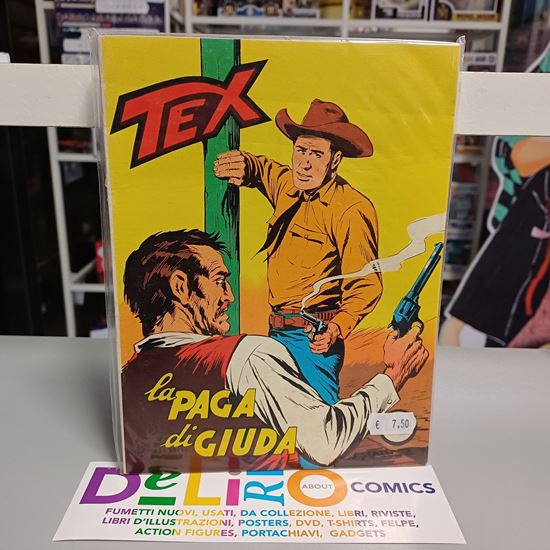 TEX
la PAGA
di GIUDA
€ 7,50
DeLiRiO ABOUT COMICS
FUMETTI NUOVI, USATI, DA COLLEZIONE, LIBRI, RIVISTE,
LIBRI D'ILLUSTRAZIONI, POSTERS, DVD, T-SHIRTS, FELPE,
ACTION FIGURES, PORTACHIAVI, GADGETS